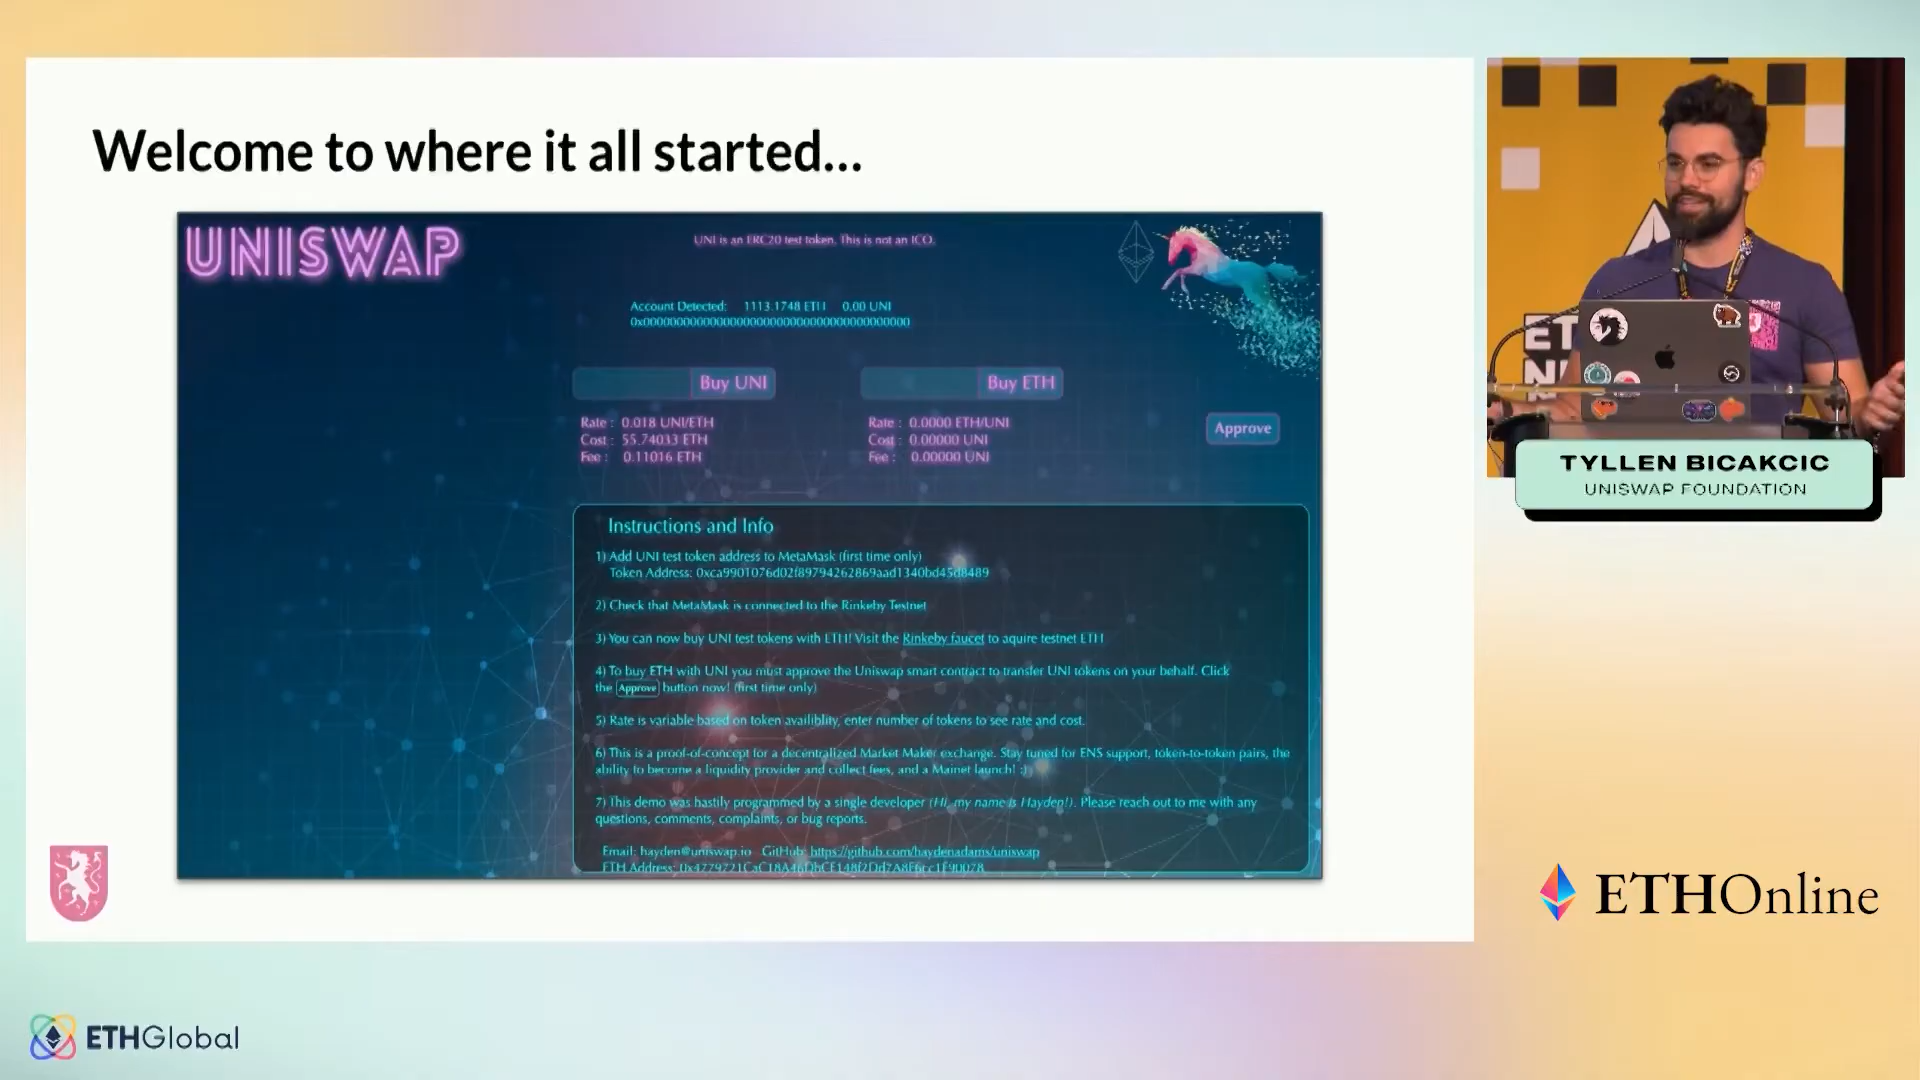 Welcome to where it all started...
UNISWAP
UNI is an ERC20 test token. This is not an ICO.
Account Detected: 1113.1748 ETH 0.00 UNI
0x0000000000000000000000000000000000000000
Buy UNI
Buy ETH
Rate : 0.018 UNI/ETH
Cost : 55.74033 ETH
Fee : 0.11016 ETH
Rate : 0.0000 ETH/UNI
Cost : 0.00000 UNI
Fee : 0.00000 UNI
Approve
Instructions and Info
1) Add UNI test token address to MetaMask (first time only)
Token Address: 0xca9901076d02f89794262869aad1340bd45d8489
2) Check that MetaMask is connected to the Rinkeby Testnet
3) You can now buy UNI test tokens with ETH! Visit the Rinkeby faucet to aquire testnet ETH
4) To buy ETH with UNI you must approve the Uniswap smart contract to transfer UNI tokens on your behalf. Click
the Approve button now! (first time only)
5) Rate is variable based on token availiblity, enter number of tokens to see rate and cost.
6) This is a proof-of-concept for a decentralized Market Maker exchange. Stay tuned for ENS support, token-to-token pairs, the
ability to become a liquidity provider and collect fees, and a Mainet launch! :)
7) This demo was hastily programmed by a single developer (Hi, my name is Hayden!). Please reach out to me with any
questions, comments, complaints, or bug reports.
Email: hayden@uniswap.io GitHub: https://github.com/haydenadams/uniswap
ETH Address:
TYLLEN BICAKCIC
UNISWAP FOUNDATION
ETHOnline
ETHGlobal